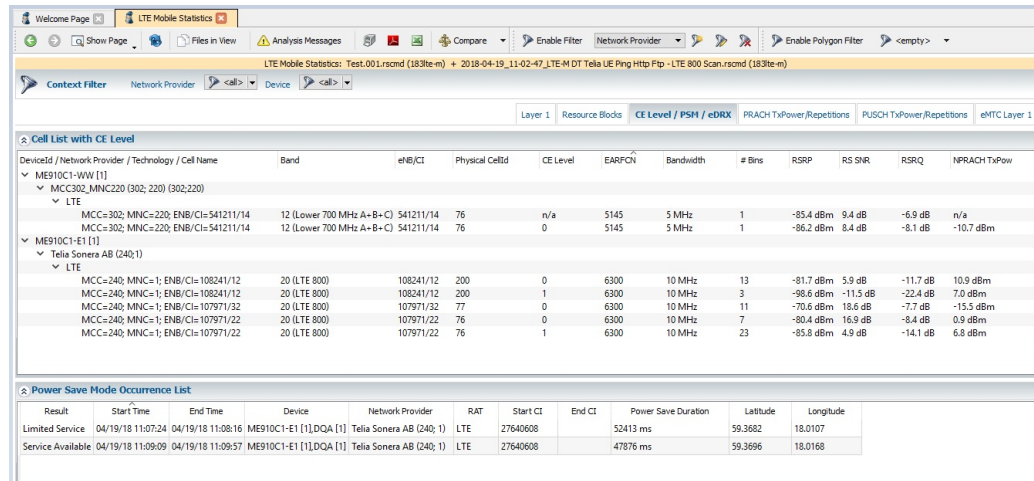 Welcome Page LTE Mobile Statistics
Show Page Files in View Analysis Messages Compare Enable Filter Network Provider Enable Polygon Filter <empty>
LTE Mobile Statistics: Test.001.rscmd (183lte-m) + 2018-04-19_11-02-47_LTE-M DT Telia UE Ping Http Ftp - LTE 800 Scan.rscmd (183lte-m)
Context Filter Network Provider <all> Device <all>
Layer 1 Resource Blocks CE Level / PSM / eDRX PRACH TxPower/Repetitions PUSCH TxPower/Repetitions eMTC Layer 1
Cell List with CE Level
DeviceId / Network Provider / Technology / Cell Name Band eNB/CI Physical CellId CE Level EARFCN Bandwidth # Bins RSRP RS SNR RSRQ NPRACH TxPow
ME910C1-WW [1]
MCC302_MNC220 (302; 220) (302;220)
LTE
MCC=302; MNC=220; ENB/CI=541211/14 12 (Lower 700 MHz A+B+C) 541211/14 76 n/a 5145 5 MHz 1 -85.4 dBm 9.4 dB -6.9 dB n/a
MCC=302; MNC=220; ENB/CI=541211/14 12 (Lower 700 MHz A+B+C) 541211/14 76 0 5145 5 MHz 1 -86.2 dBm 8.4 dB -8.1 dB -10.7 dBm
ME910C1-E1 [1]
Telia Sonera AB (240;1)
LTE
MCC=240; MNC=1; ENB/CI=108241/12 20 (LTE 800) 108241/12 200 0 6300 10 MHz 13 -81.7 dBm 5.9 dB -11.7 dB 10.9 dBm
MCC=240; MNC=1; ENB/CI=108241/12 20 (LTE 800) 108241/12 200 1 6300 10 MHz 3 -98.6 dBm -11.5 dB -22.4 dB 7.0 dBm
MCC=240; MNC=1; ENB/CI=107971/32 20 (LTE 800) 107971/32 77 0 6300 10 MHz 11 -70.6 dBm 18.6 dB -7.7 dB -15.5 dBm
MCC=240; MNC=1; ENB/CI=107971/22 20 (LTE 800) 107971/22 76 0 6300 10 MHz 7 -80.4 dBm 16.9 dB -8.4 dB 0.9 dBm
MCC=240; MNC=1; ENB/CI=107971/22 20 (LTE 800) 107971/22 76 1 6300 10 MHz 23 -85.8 dBm 4.9 dB -14.1 dB 6.8 dBm
Power Save Mode Occurrence List
Result Start Time End Time Device Network Provider RAT Start CI End CI Power Save Duration Latitude Longitude
Limited Service 04/19/18 11:07:24 04/19/18 11:08:16 ME910C1-E1 [1],DQA [1] Telia Sonera AB (240; 1) LTE 27640608 52413 ms 59.3682 18.0107
Service Available 04/19/18 11:09:09 04/19/18 11:09:57 ME910C1-E1 [1],DQA [1] Telia Sonera AB (240; 1) LTE 27640608 47876 ms 59.3696 18.0168